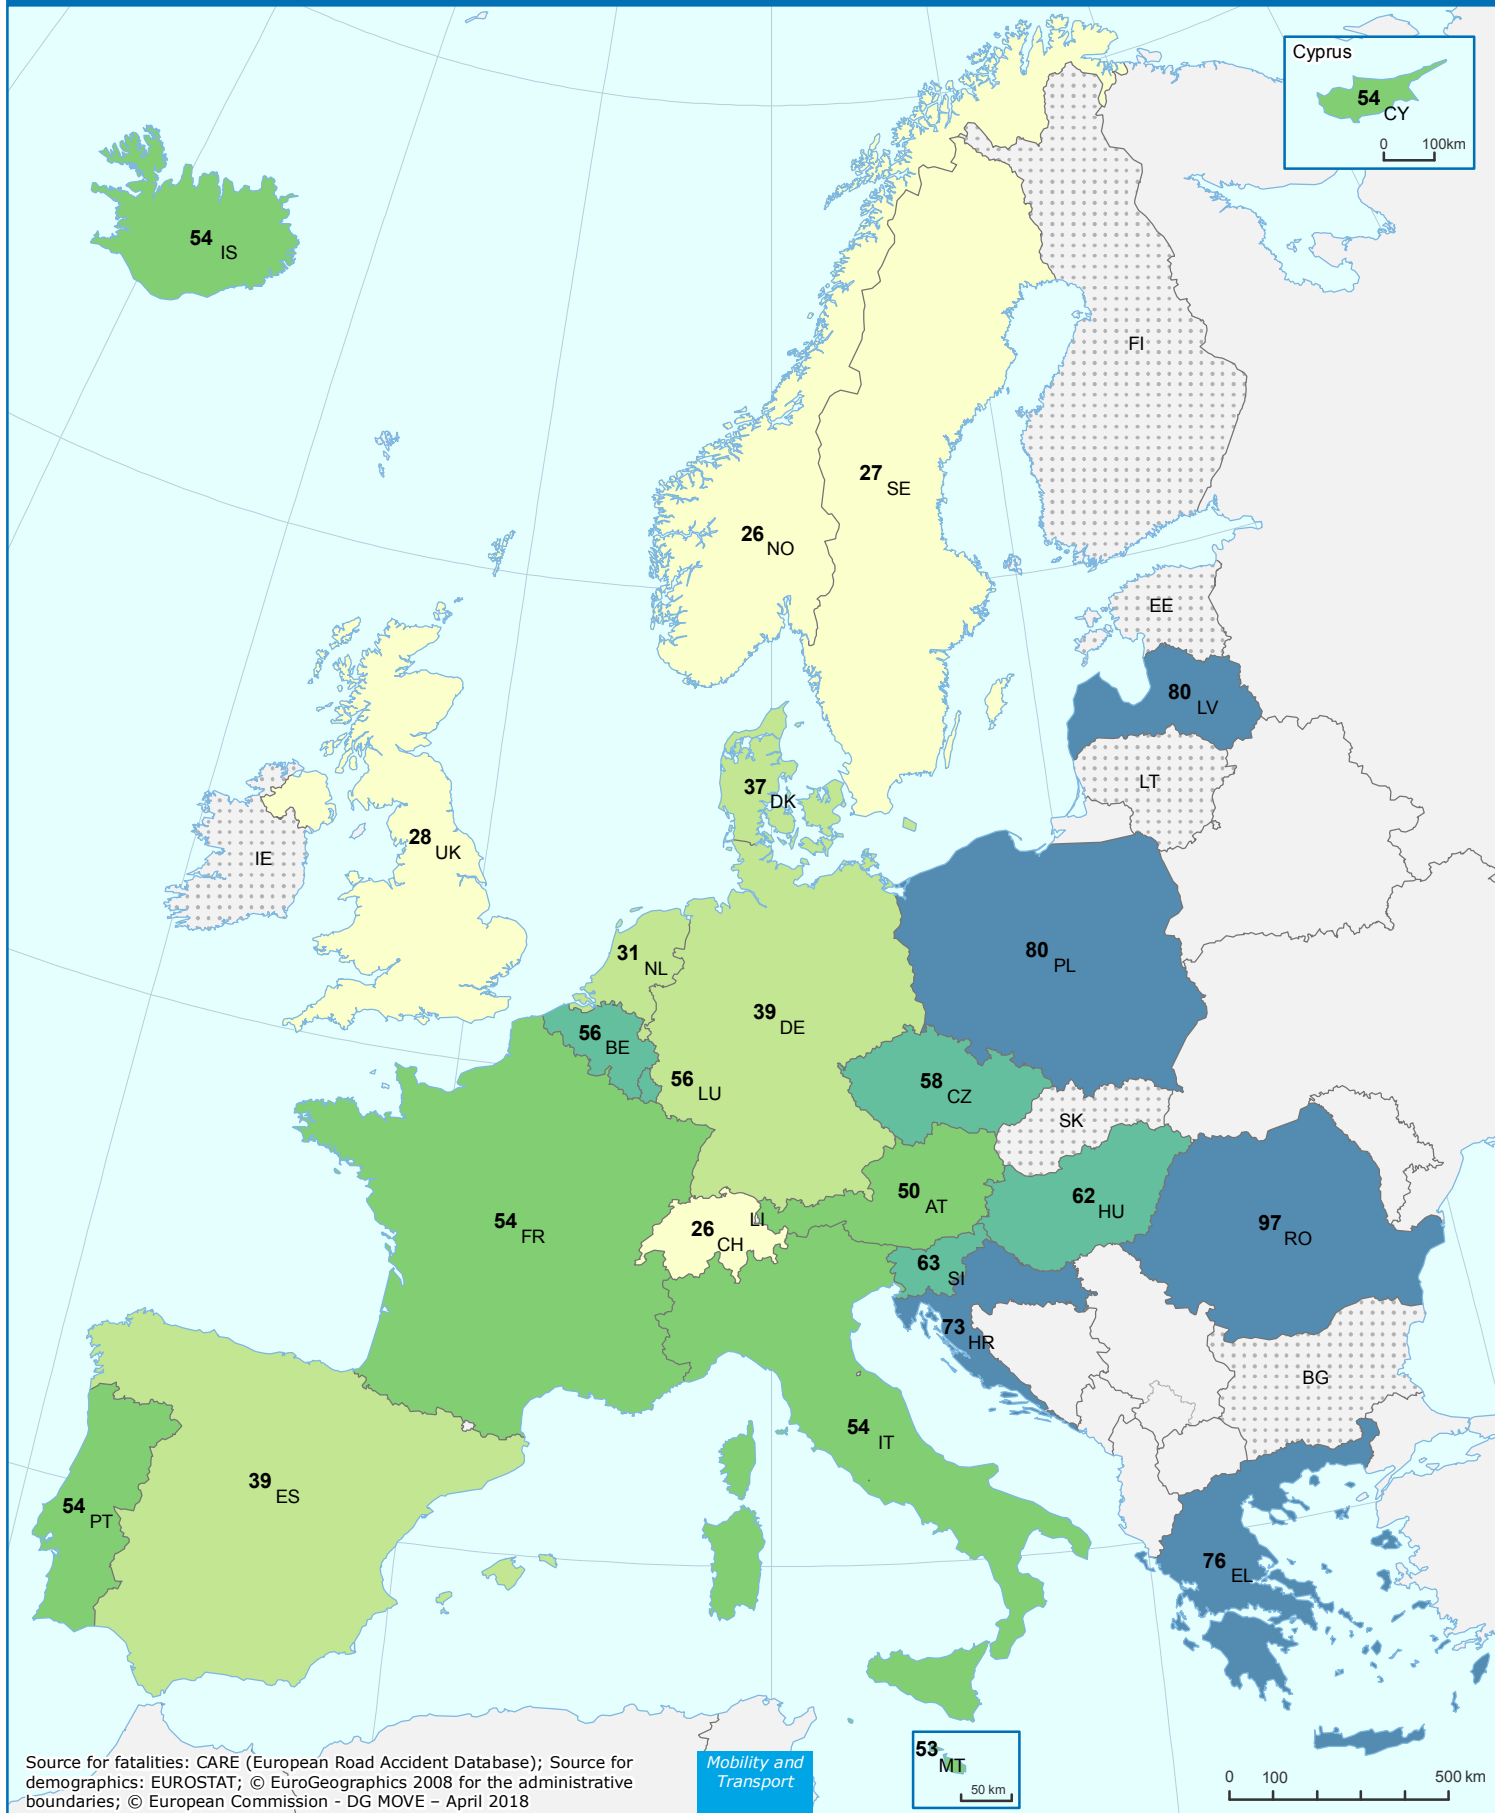 Cyprus
54
CY
0 100km
54
IS
FI
27
SE
26
NO
EE
80
LV
LT
37
DK
28
UK
IE
31
NL
80
PL
39
DE
56
BE
56
LU
58
CZ
SK
50
AT
62
HU
97
RO
54
FR
26
CH
LI
63
SI
73
HR
BG
54
IT
39
ES
54
PT
76
EL
53
MT
50 km
Source for fatalities: CARE (European Road Accident Database); Source for
demographics: EUROSTAT; © EuroGeographics 2008 for the administrative
boundaries; © European Commission - DG MOVE – April 2018
Mobility and
Transport
0 100 500 km